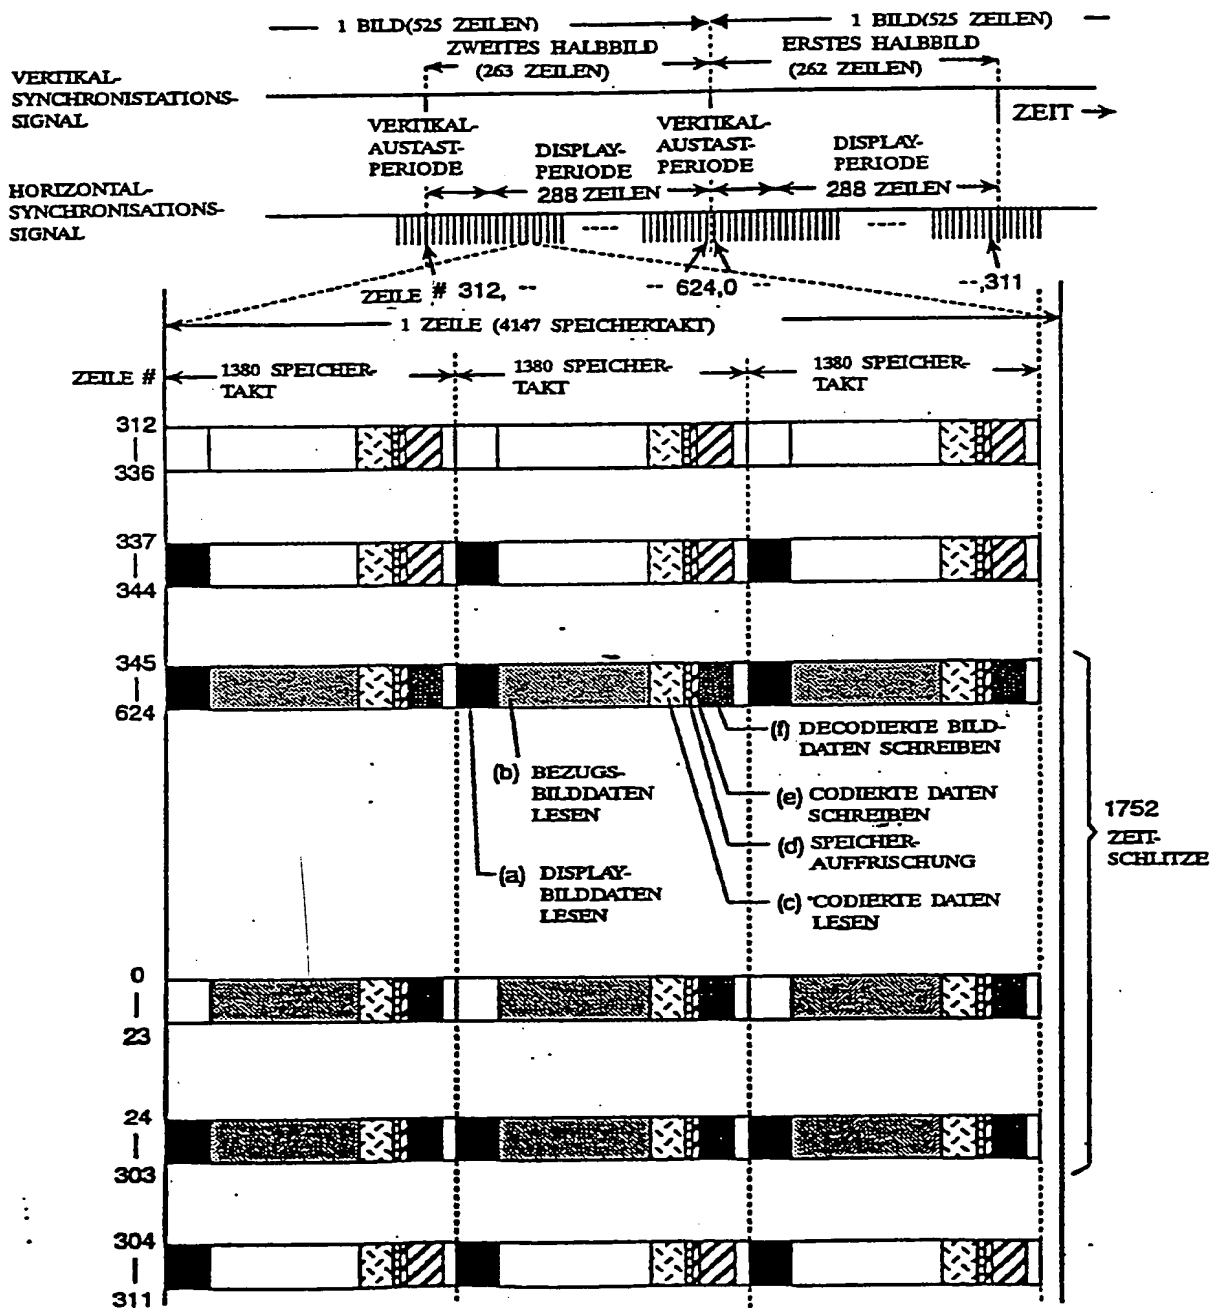 1 BILD(525 ZEILEN)
1 BILD(525 ZEILEN)
ZWEITES HALBBILD
(263 ZEILEN)
ERSTES HALBBILD
(262 ZEILEN)
VERTIKAL-
SYNCHRONISTATIONS-
SIGNAL
ZEIT
VERTIKAL-
AUSTAST-
PERIODE
DISPLAY-
PERIODE
288 ZEILEN
VERTIKAL-
AUSTAST-
PERIODE
DISPLAY-
PERIODE
288 ZEILEN
HORIZONTAL-
SYNCHRONISATIONS-
SIGNAL
ZEILE # 312, --
-- 624,0 --
--,311
1 ZEILE (4147 SPEICHERTAKT)
ZEILE #
1380 SPEICHER-
TAKT
1380 SPEICHER-
TAKT
1380 SPEICHER-
TAKT
312
336
337
344
345
624
(f) DECODIERTE BILD-
DATEN SCHREIBEN
(b) BEZUGS-
BILDDATEN
LESEN
(e) CODIERTE DATEN
SCHREIBEN
(d) SPEICHER-
AUFFRISCHUNG
(a) DISPLAY-
BILDDATEN
LESEN
(c) CODIERTE DATEN
LESEN
1752
ZEIT-
SCHLITZE
0
23
24
303
304
311